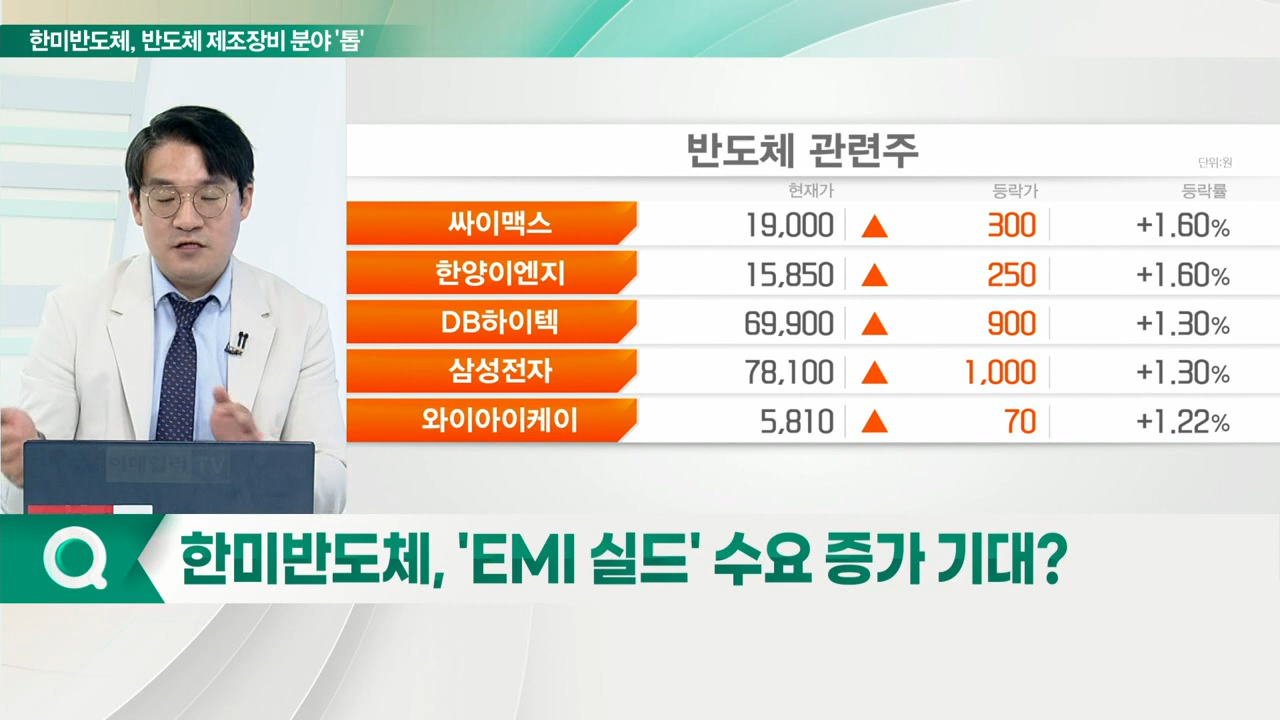 한미반도체, 반도체 제조장비 분야 '톱'
반도체 관련주
단위:원
현재가 등락가 등락률
싸이맥스 19,000 ▲ 300 +1.60%
한양이엔지 15,850 ▲ 250 +1.60%
DB하이텍 69,900 ▲ 900 +1.30%
삼성전자 78,100 ▲ 1,000 +1.30%
와이아이케이 5,810 ▲ 70 +1.22%
이데일리 TV
한미반도체, 'EMI 실드' 수요 증가 기대?